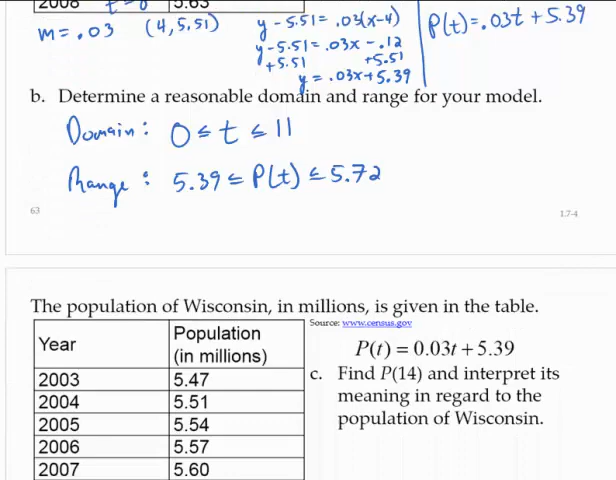 2008 t=8 5.63
m = .03 (4, 5.51) y - 5.51 = .03(x-4) P(t) = .03t + 5.39
y - 5.51 = .03x - .12
+5.51 +5.51
y = .03x + 5.39
b. Determine a reasonable domain and range for your model.
Domain: 0 ≤ t ≤ 11
Range: 5.39 ≤ P(t) ≤ 5.72
63 1.7-4
The population of Wisconsin, in millions, is given in the table.
Source: www.census.gov
Year Population (in millions)
P(t) = 0.03t + 5.39
2003 5.47
2004 5.51
2005 5.54
2006 5.57
2007 5.60
c. Find P(14) and interpret its
meaning in regard to the
population of Wisconsin.